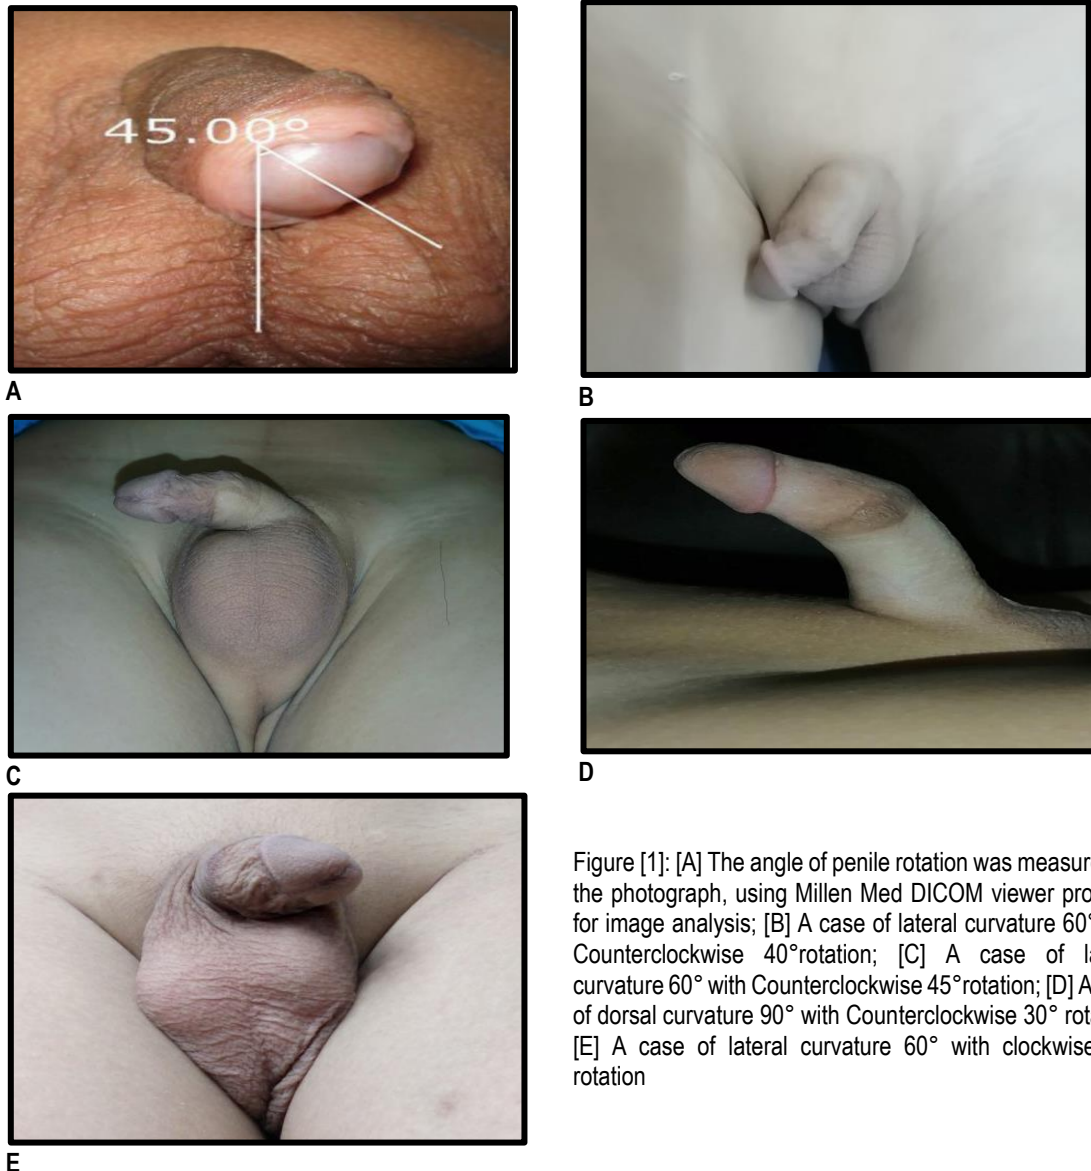 45.00°
A
B
C
D
Figure [1]: [A] The angle of penile rotation was measur
the photograph, using Millen Med DICOM viewer pro
for image analysis; [B] A case of lateral curvature 60°
Counterclockwise 40°rotation; [C] A case of la
curvature 60° with Counterclockwise 45°rotation; [D] A
of dorsal curvature 90° with Counterclockwise 30° rot
[E] A case of lateral curvature 60° with clockwise
rotation
E